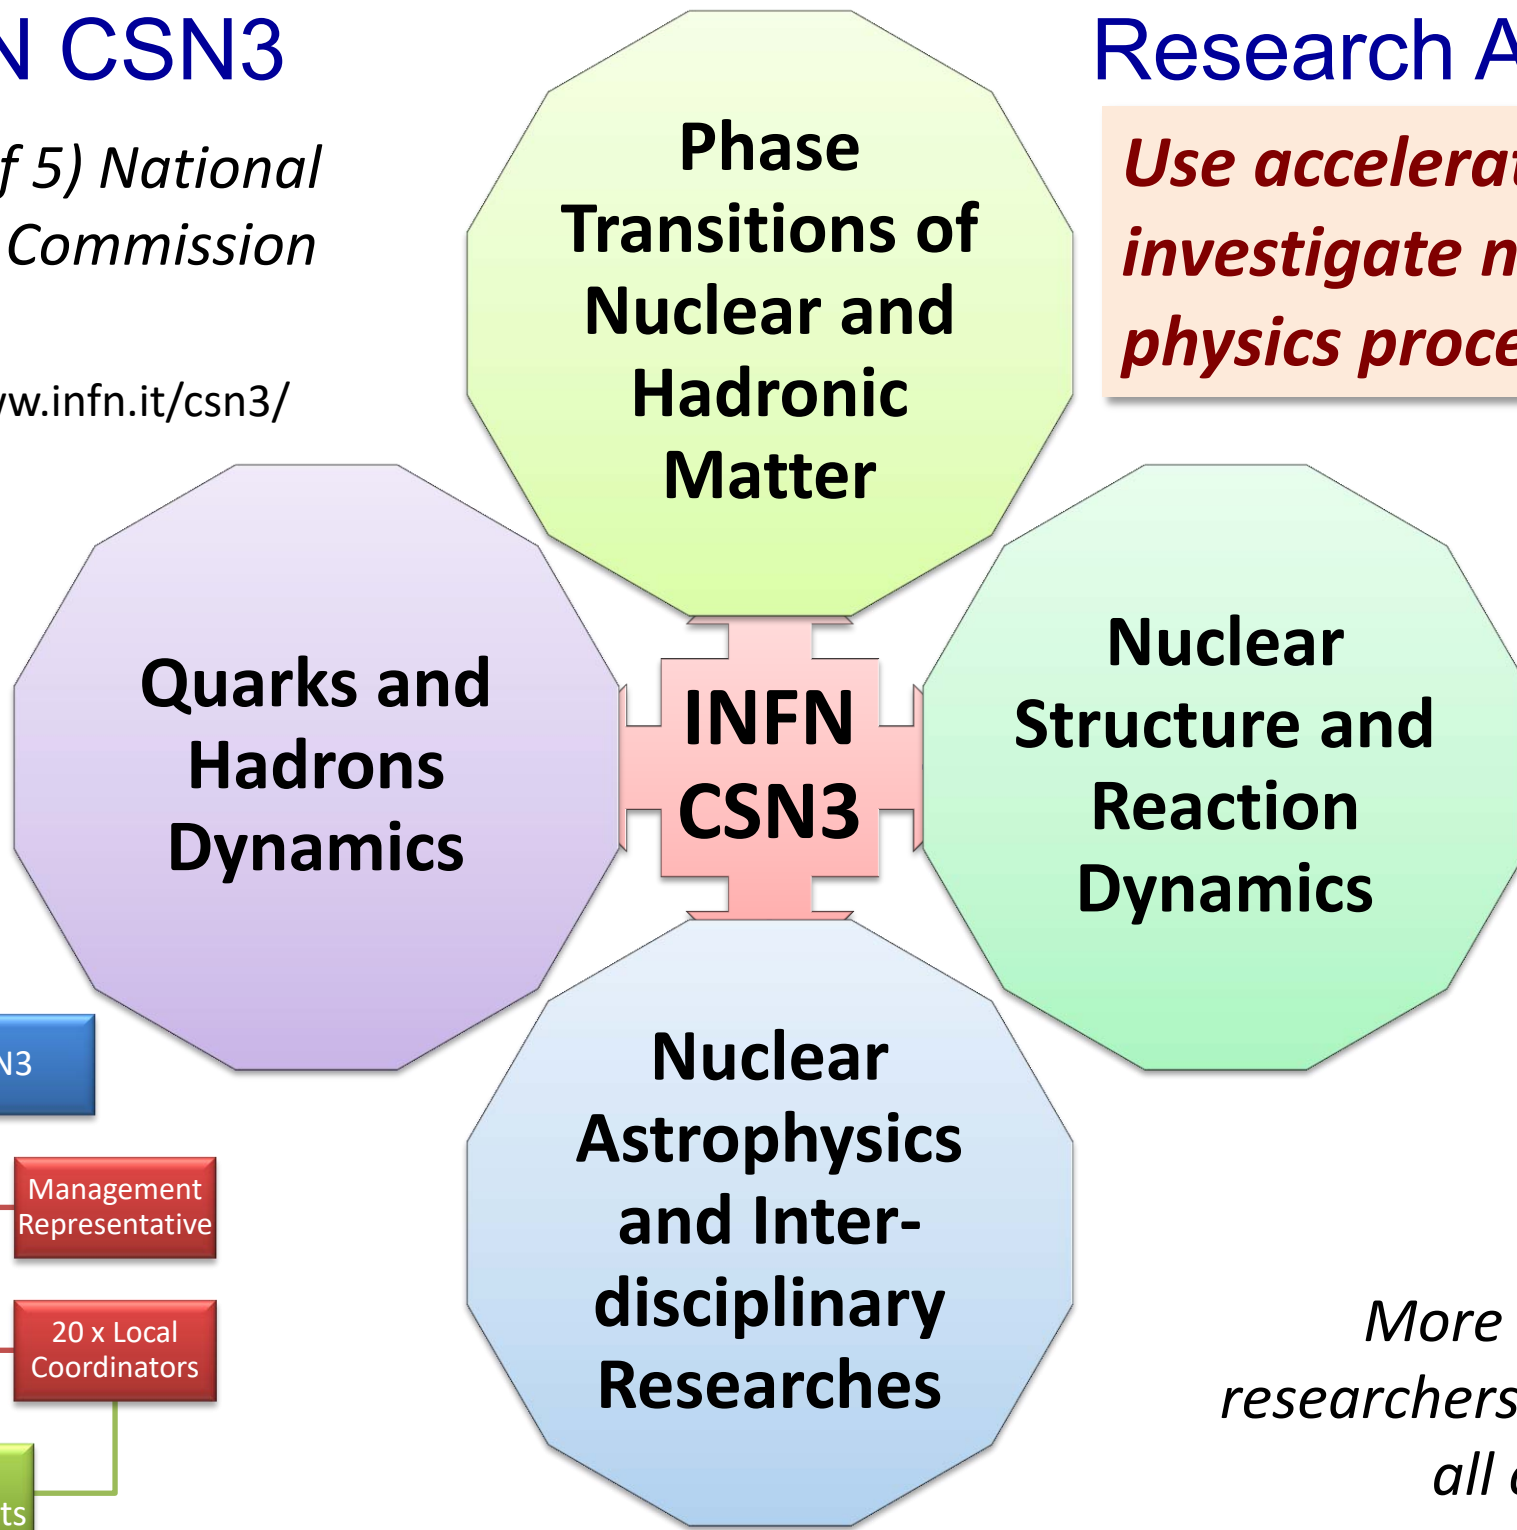 N CSN3
Research A
f 5) National
Commission
ww.infn.it/csn3/
Use accelerat
investigate n
physics proce
Phase
Transitions of
Nuclear and
Hadronic
Matter
Quarks and
Hadrons
Dynamics
INFN
CSN3
Nuclear
Structure and
Reaction
Dynamics
Nuclear
Astrophysics
and Inter-
disciplinary
Researches
N3
Management
Representative
20 x Local
Coordinators
ts
More
researchers
all